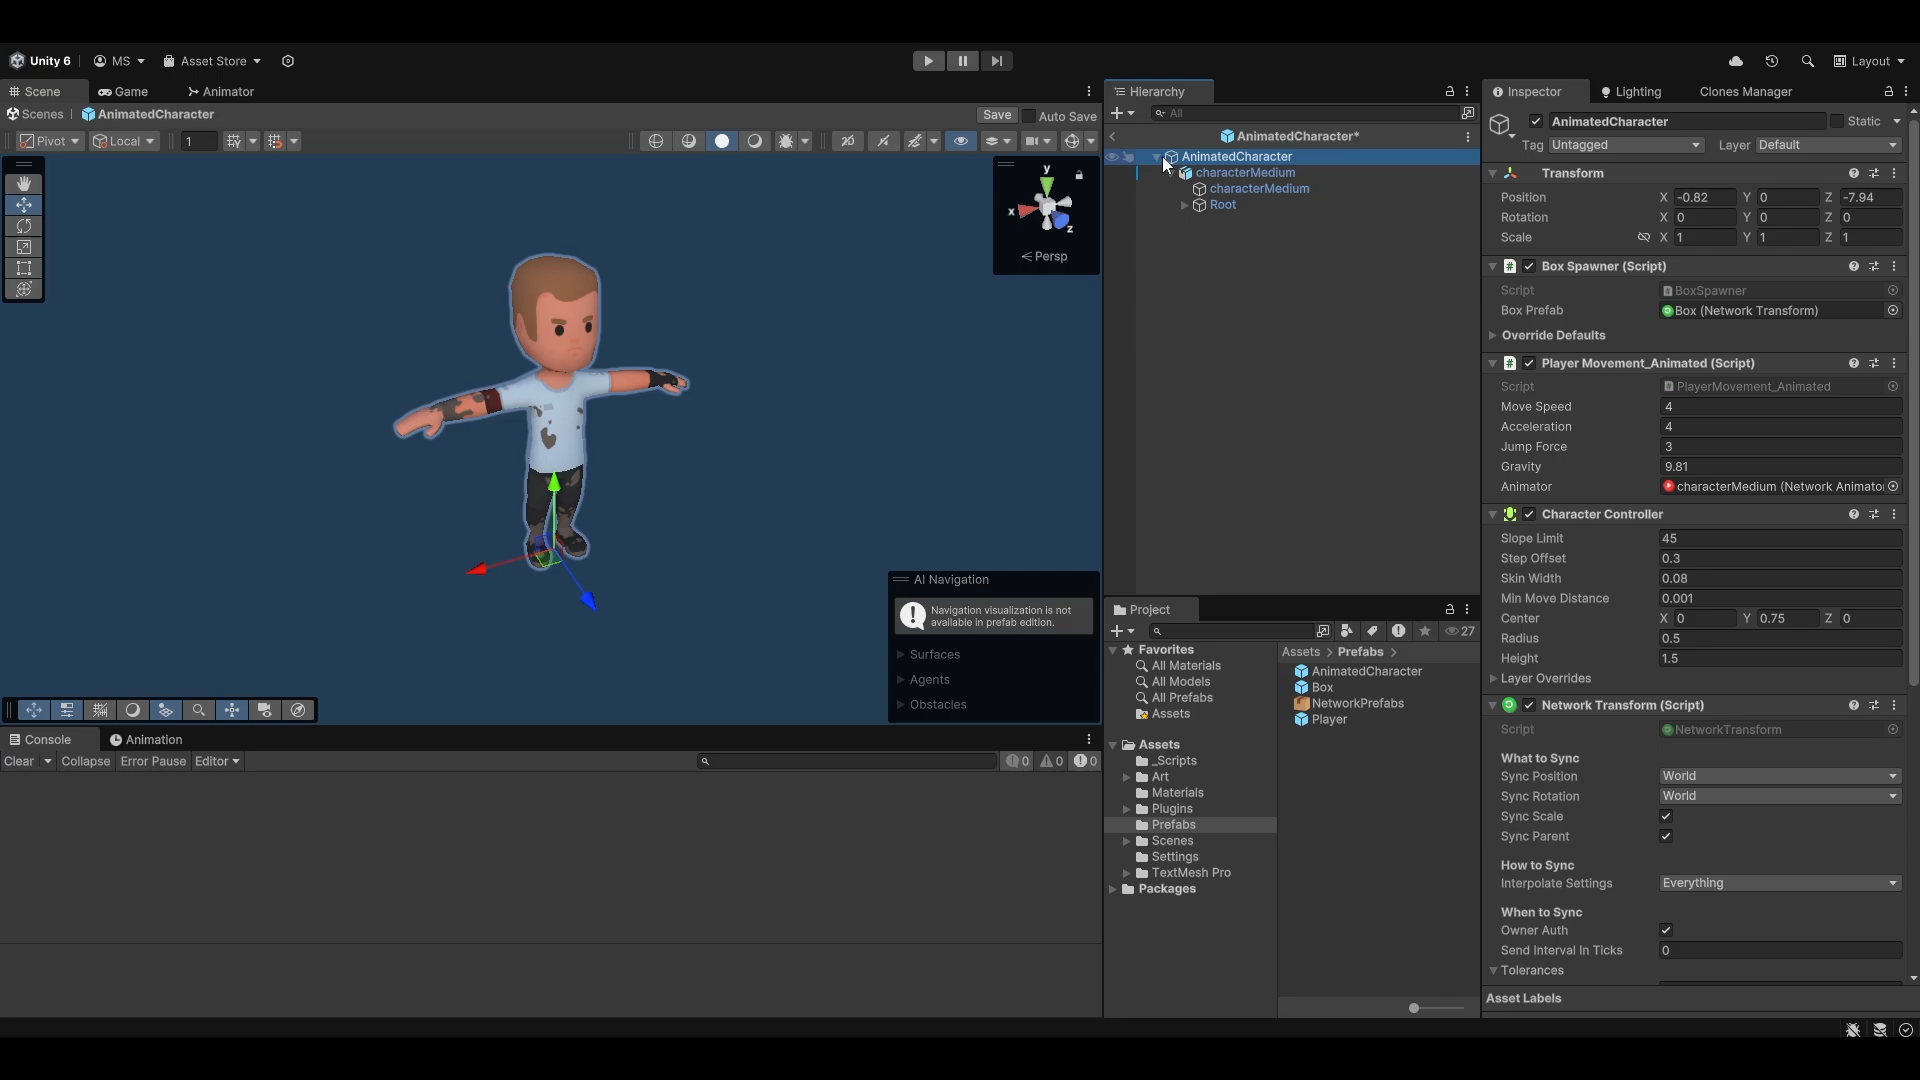 Unity 6 MS Asset Store Layout
Scene Game Animator
Scenes AnimatedCharacter Save Auto Save
Pivot Local 1
y
x
z
Persp
AI Navigation
Navigation visualization is not
available in prefab edition.
Surfaces
Agents
Obstacles
Console Animation
Clear Collapse Error Pause Editor 0 0 0
Hierarchy
All
AnimatedCharacter*
AnimatedCharacter
characterMedium
characterMedium
Root
Project
27
Favorites
All Materials
All Models
All Prefabs
Assets
Assets
_Scripts
Art
Materials
Plugins
Prefabs
Scenes
Settings
TextMesh Pro
Packages
Assets > Prefabs >
AnimatedCharacter
Box
NetworkPrefabs
Player
Inspector Lighting Clones Manager
AnimatedCharacter Static
Tag Untagged Layer Default
Transform
Position X -0.82 Y 0 Z -7.94
Rotation X 0 Y 0 Z 0
Scale X 1 Y 1 Z 1
Box Spawner (Script)
Script BoxSpawner
Box Prefab Box (Network Transform)
Override Defaults
Player Movement_Animated (Script)
Script PlayerMovement_Animated
Move Speed 4
Acceleration 4
Jump Force 3
Gravity 9.81
Animator characterMedium (Network Animator
Character Controller
Slope Limit 45
Step Offset 0.3
Skin Width 0.08
Min Move Distance 0.001
Center X 0 Y 0.75 Z 0
Radius 0.5
Height 1.5
Layer Overrides
Network Transform (Script)
Script NetworkTransform
What to Sync
Sync Position World
Sync Rotation World
Sync Scale
Sync Parent
How to Sync
Interpolate Settings Everything
When to Sync
Owner Auth
Send Interval In Ticks 0
Tolerances
Asset Labels